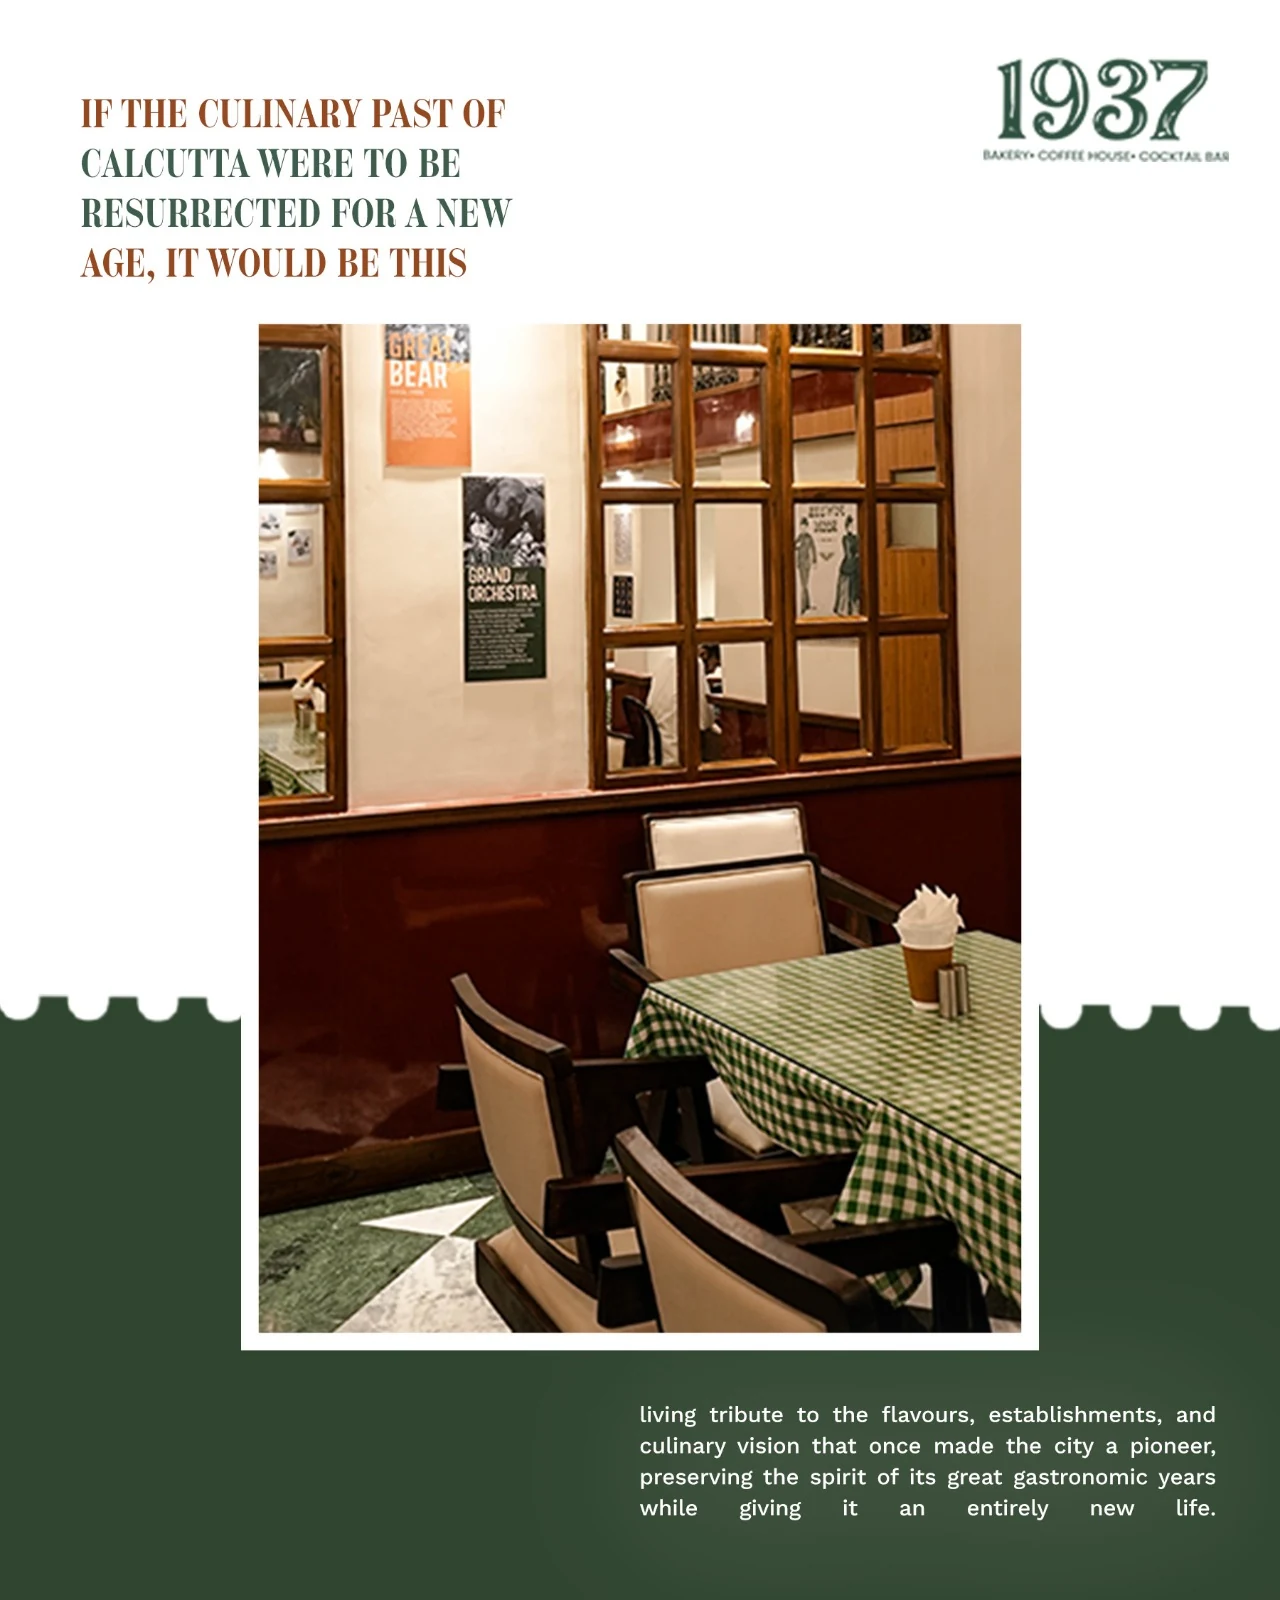 IF THE CULINARY PAST OF
CALCUTTA WERE TO BE
RESURRECTED FOR A NEW
AGE, IT WOULD BE THIS
1937
BAKERY• COFFEE HOUSE• COCKTAIL BAR
GREAT
BEAR
GRAND
ORCHESTRA
living tribute to the flavours, establishments, and
culinary vision that once made the city a pioneer,
preserving the spirit of its great gastronomic years
while giving it an entirely new life.